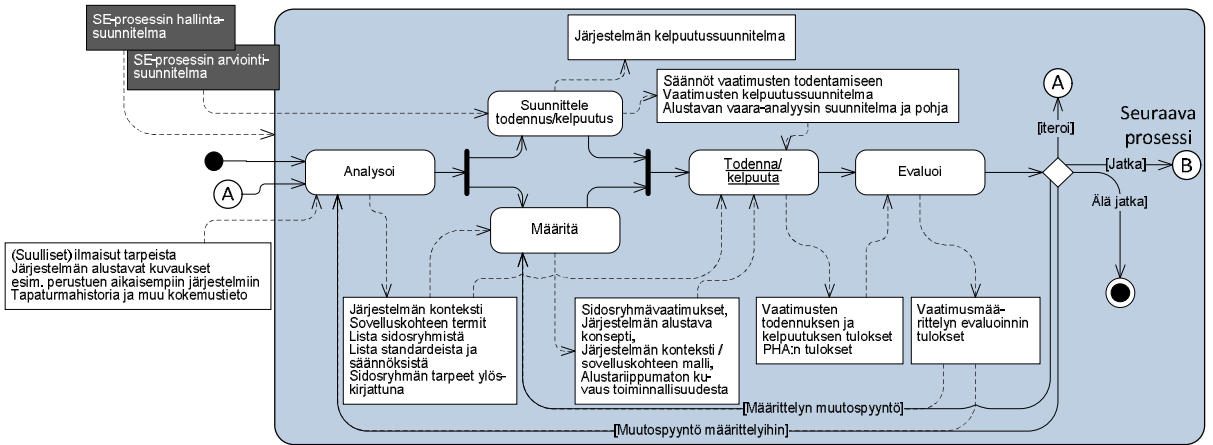 SE-prosessin hallinta-
suunnitelma
SE-prosessin arviointi-
suunnitelma
Järjestelmän kelpuutussuunnitelma
Säännöt vaatimusten todentamiseen
Vaatimusten kelpuutussuunnitelma
Alustavan vaara-analyysin suunnitelma ja pohja
Suunnittele
todennus/kelpuutus
A
[iteroi]
Seuraava
prosessi
Analysoi
Todenna/
kelpuuta
Evaluoi
[Jatka]
B
A
Älä jatka]
Määritä
(Suulliset) ilmaisut tarpeista
Järjestelmän alustavat kuvaukset
esim. perustuen aikaisempiin järjestelmiin
Tapaturmahistoria ja muu kokemustieto
Järjestelmän konteksti
Sovelluskohteen termit
Lista sidosryhmistä
Lista standardeista ja
säännöksistä
Sidosryhmän tarpeet ylös-
kirjattuna
Sidosryhmävaatimukset,
Järjestelmän alustava
konsepti,
Järjestelmän konteksti /
sovelluskohteen malli,
Alustariippumaton ku-
vaus toiminnallisuudesta
Vaatimusten
todennuksen ja
kelpuutuksen tulokset
PHA:n tulokset
Vaatimusmää-
rittelyn evaluoinnin
tulokset
[Määrittelyn muutospyyntö]
[Muutospyyntö määrittelyihin]